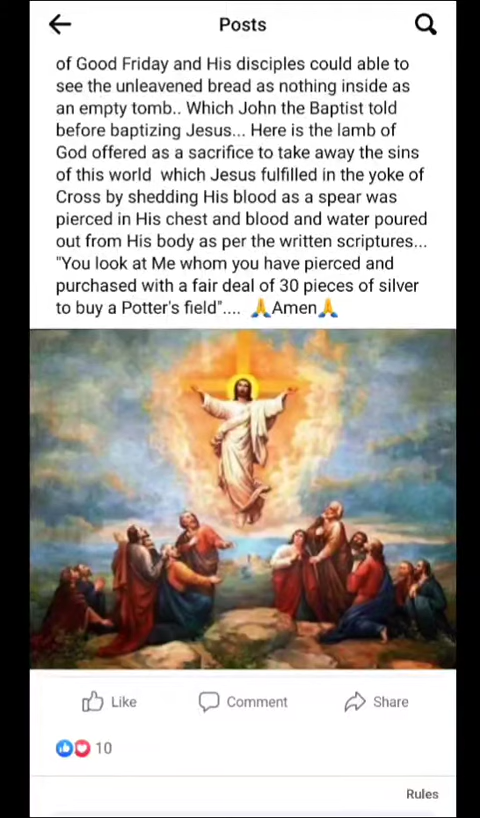 Posts
of Good Friday and His disciples could able to
see the unleavened bread as nothing inside as
an empty tomb.. Which John the Baptist told
before baptizing Jesus... Here is the lamb of
God offered as a sacrifice to take away the sins
of this world  which Jesus fulfilled in the yoke of
Cross by shedding His blood as a spear was
pierced in His chest and blood and water poured
out from His body as per the written scriptures...
"You look at Me whom you have pierced and
purchased with a fair deal of 30 pieces of silver
to buy a Potter's field".... 🙏Amen🙏
Like Comment Share
10
Rules